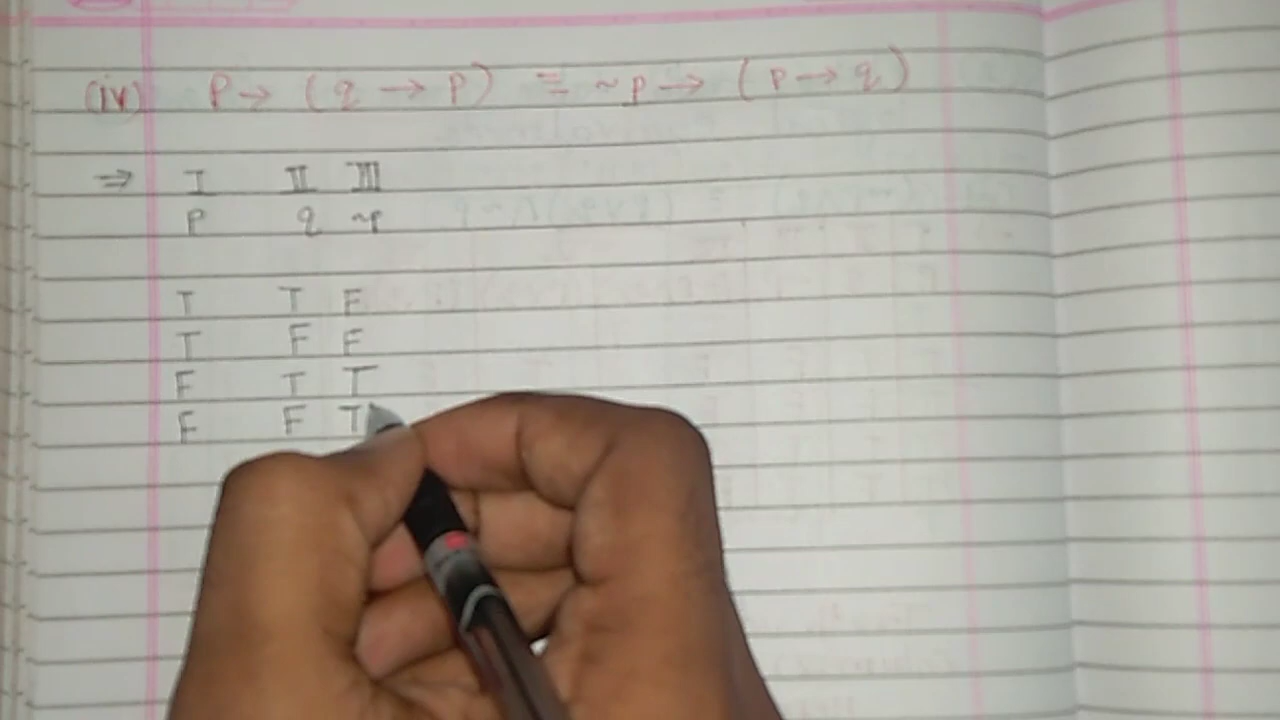 (iv) P → (q → P) ≡ ~p → (p → q)
⇒ I II III
P q ~p
T T F
T F F
F T T
F F T